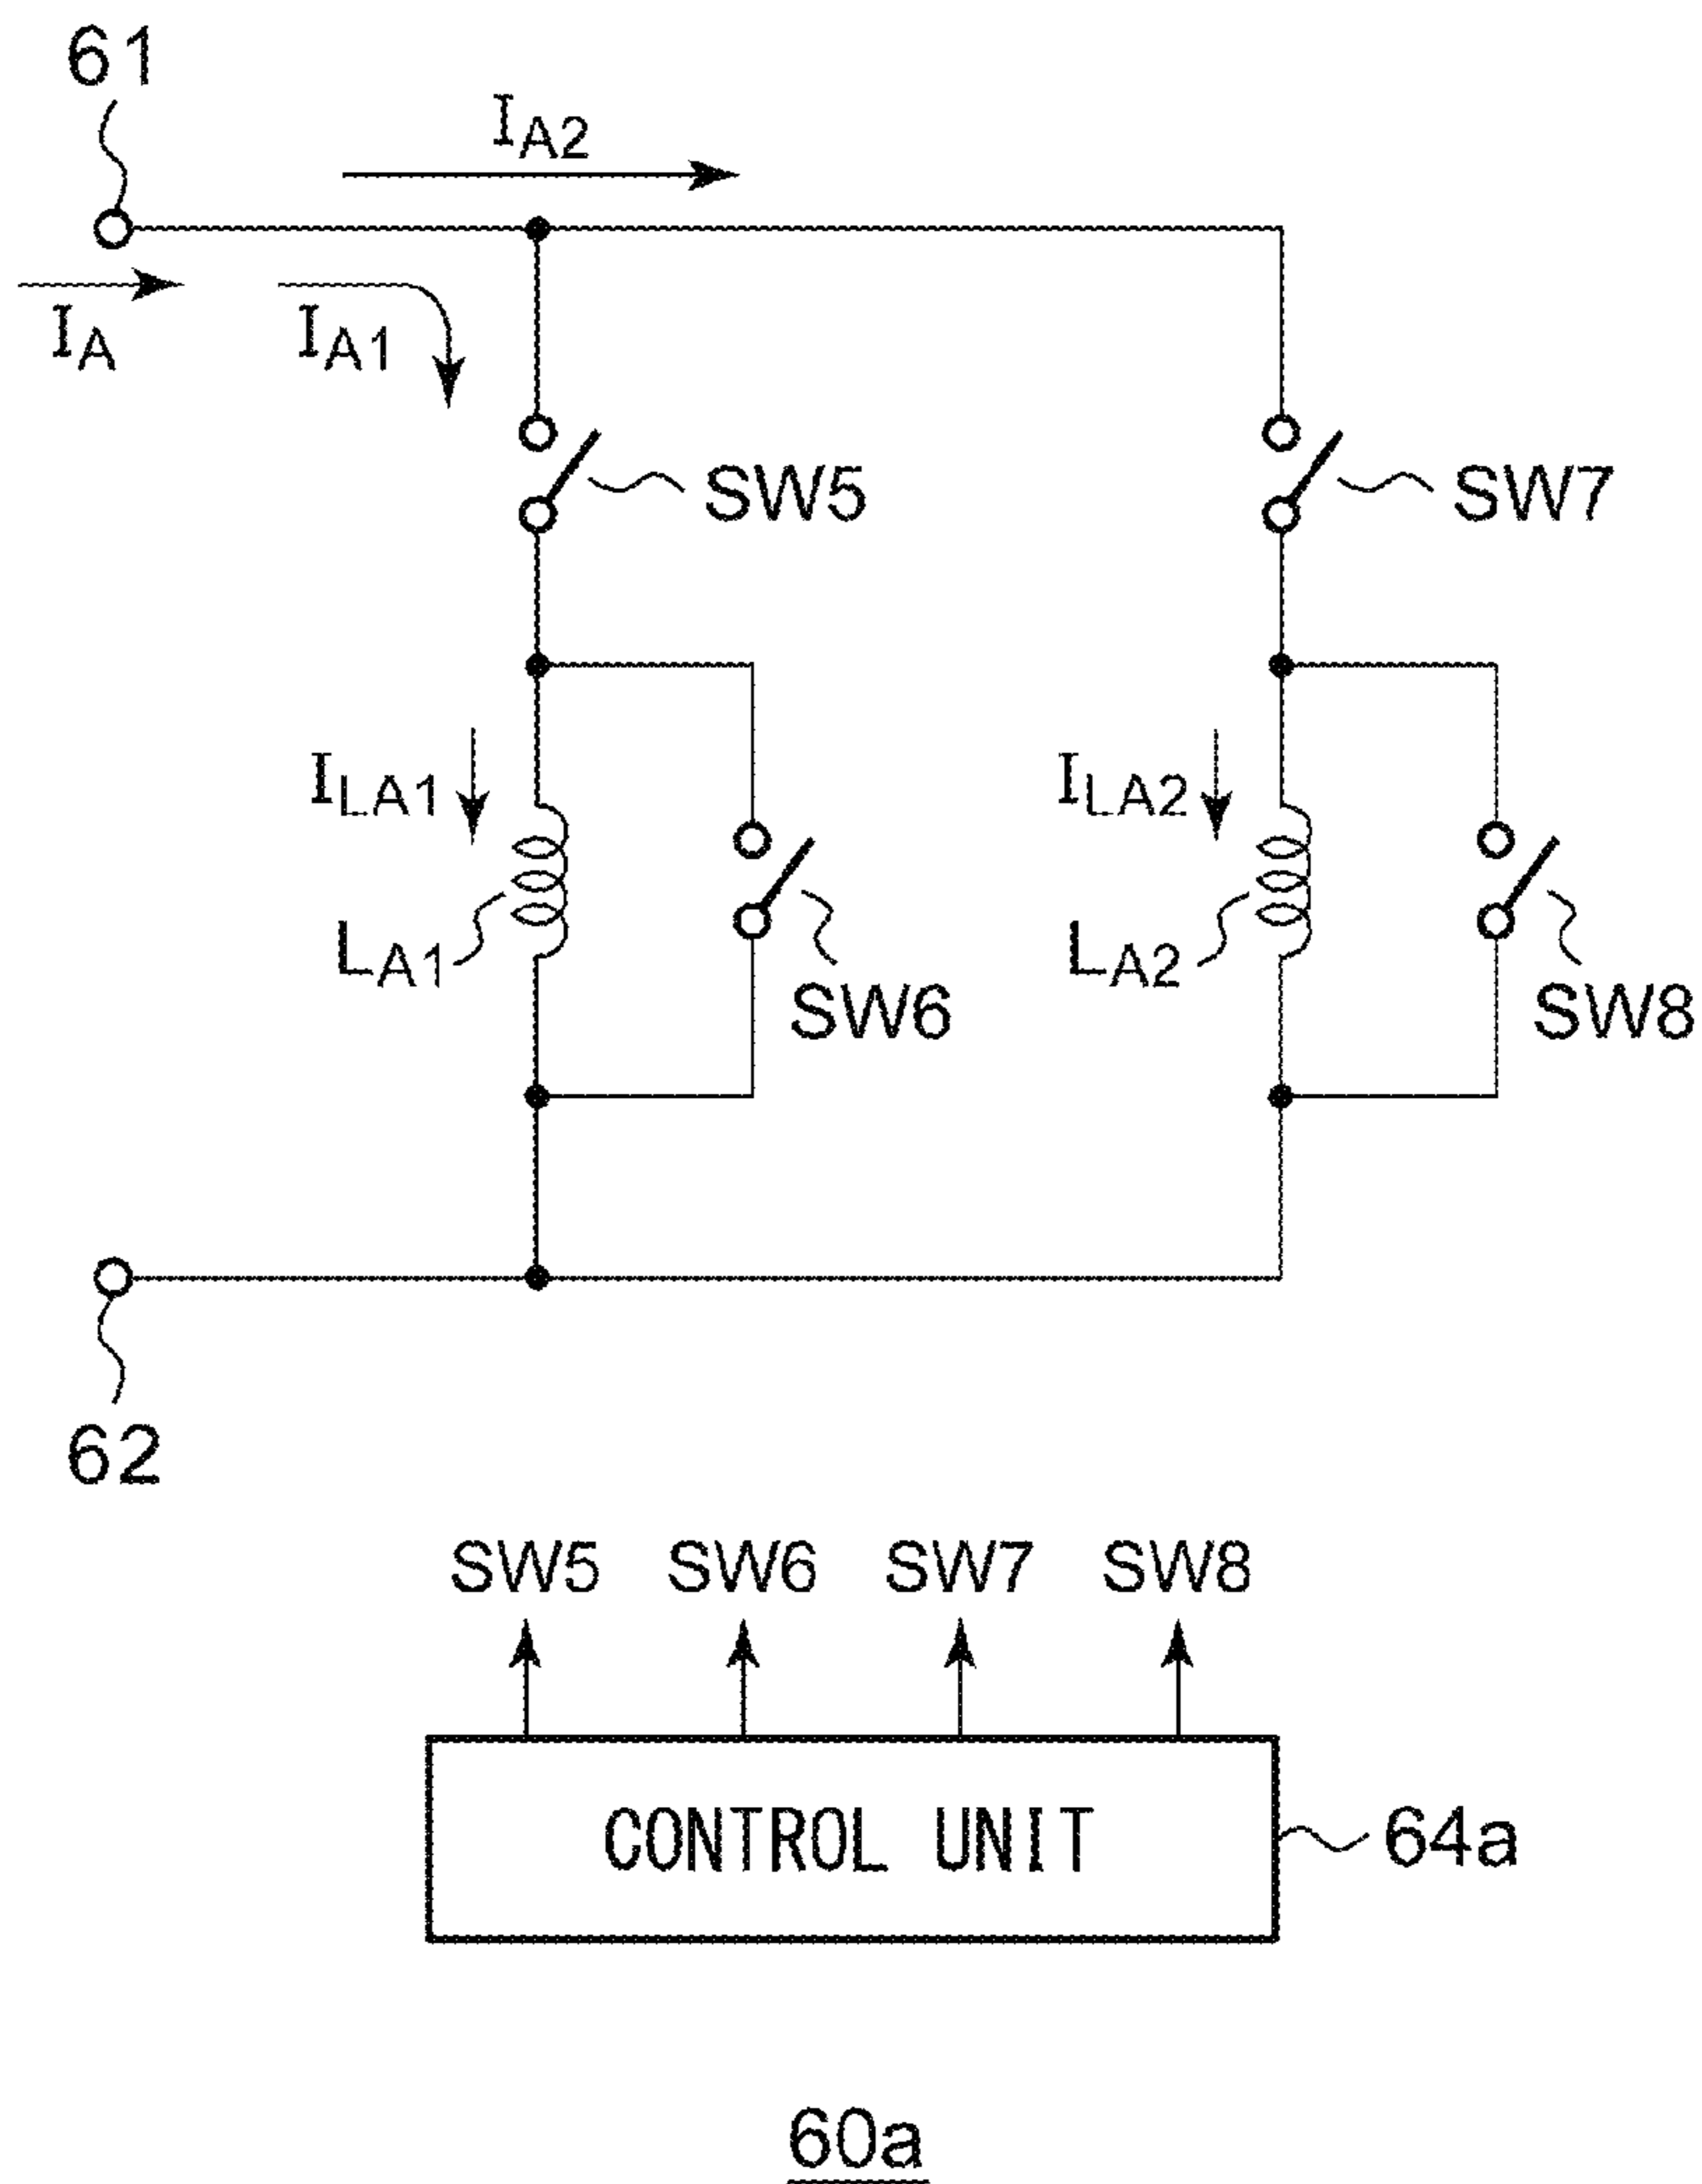 61
IA2
IA
IA1
SW5
SW7
ILA1
ILA2
LA1
SW6
LA2
SW8
62
SW5 SW6 SW7 SW8
CONTROL UNIT
64a
60a